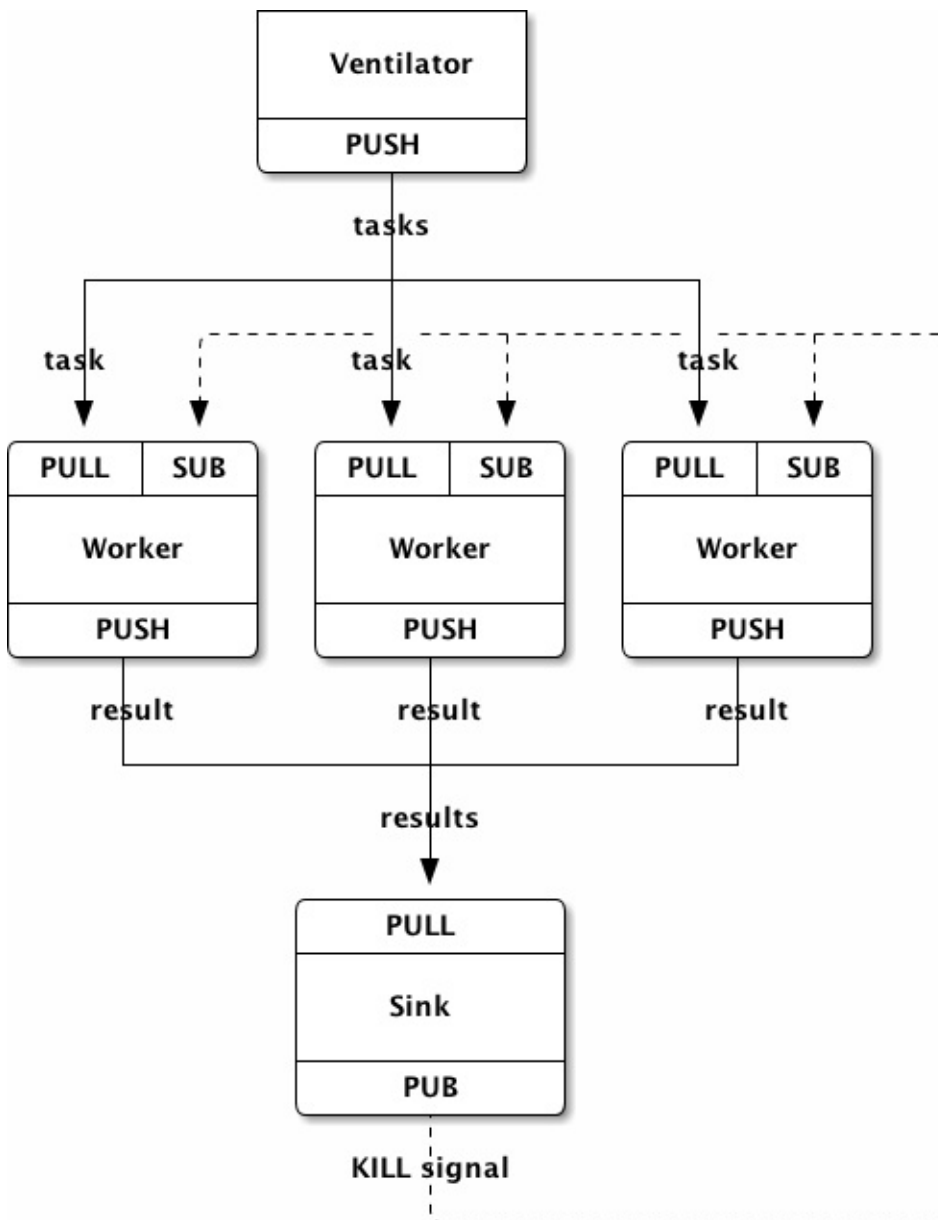 Ventilator
PUSH
tasks
task task task
PULL SUB PULL SUB PULL SUB
Worker Worker Worker
PUSH PUSH PUSH
result result result
results
PULL
Sink
PUB
KILL signal